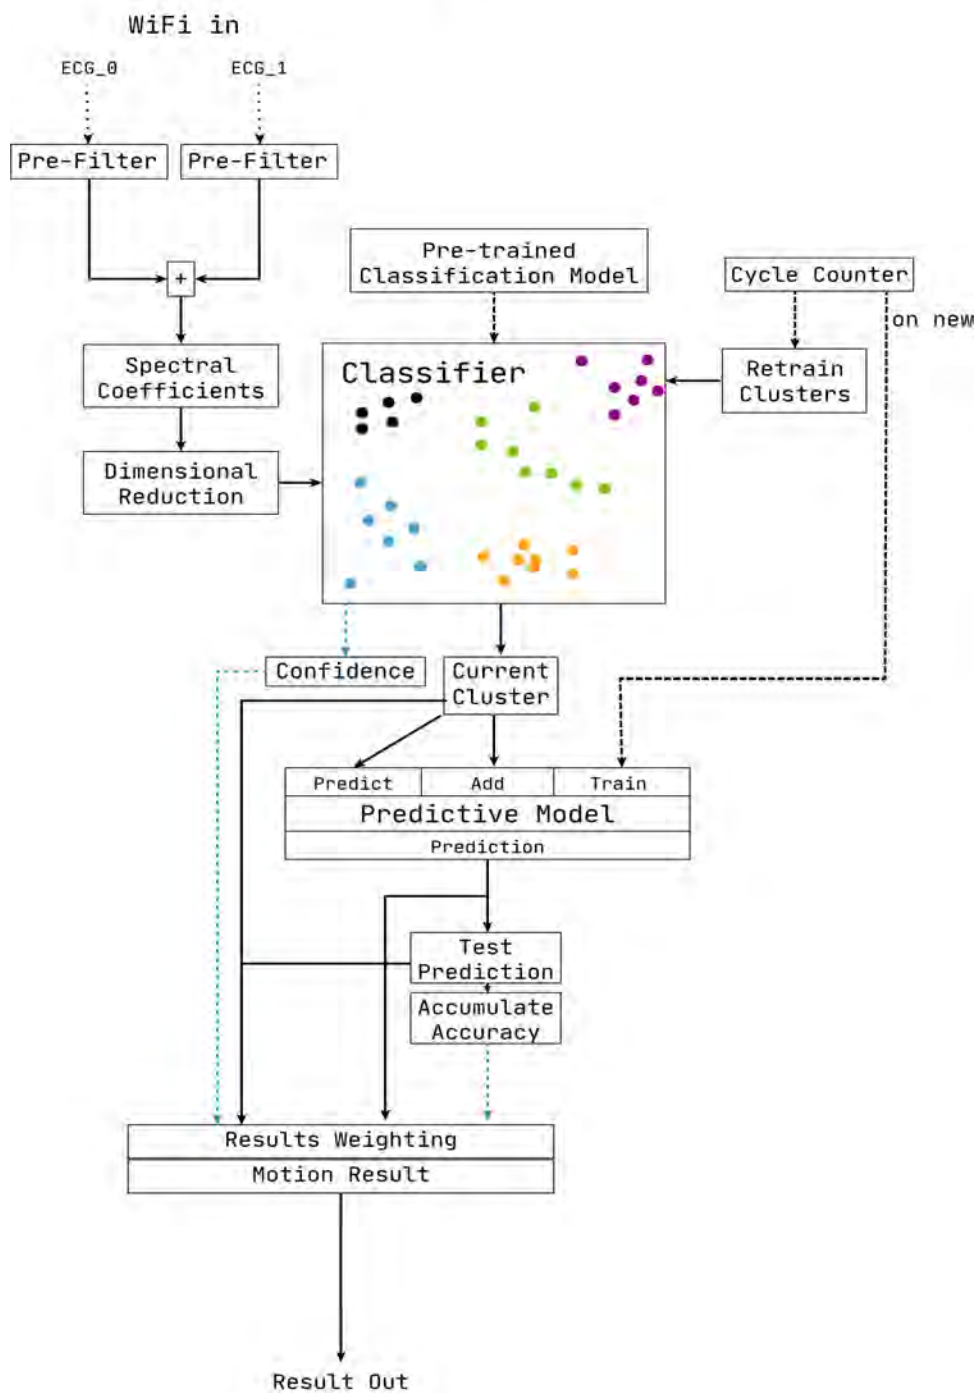 WiFi in
ECG_0
ECG_1
Pre-Filter
Pre-Filter
+
Pre-trained
Classification Model
Cycle Counter
on new
Spectral
Coefficients
Classifier
Retrain
Clusters
Dimensional
Reduction
Confidence
Current
Cluster
Predict
Add
Train
Predictive Model
Prediction
Test
Prediction
Accumulate
Accuracy
Results Weighting
Motion Result
Result Out